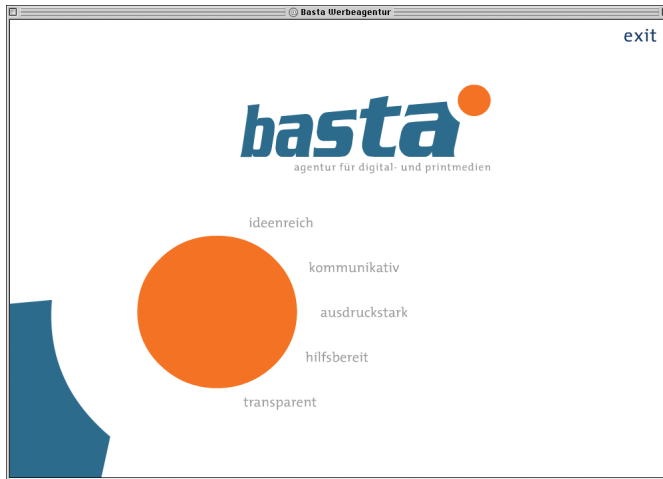 Basta Werbeagentur
exit
basta
agentur für digital- und printmedien
ideenreich
kommunikativ
ausdruckstark
hilfsbereit
transparent